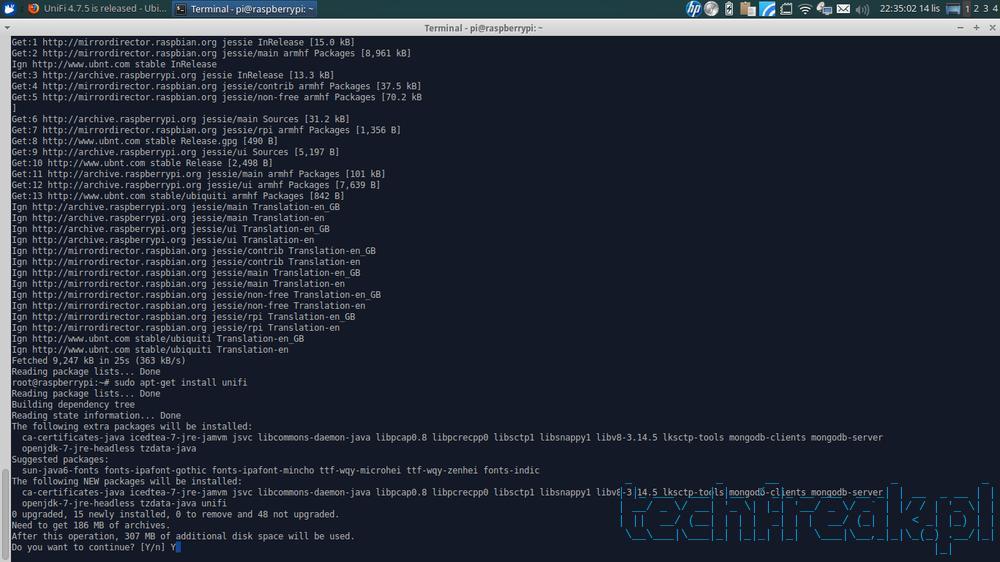 UniFi 4.7.5 is released - Ubi...
Terminal - pi@raspberrypi: ~
22:35:02 14 lis
1 2 3 4
Terminal - pi@raspberrypi: ~
Get:1 http://mirrordirector.raspbian.org jessie InRelease [15.0 kB]
Get:2 http://mirrordirector.raspbian.org jessie/main armhf Packages [8,961 kB]
Ign http://www.ubnt.com stable InRelease
Get:3 http://archive.raspberrypi.org jessie InRelease [13.3 kB]
Get:4 http://mirrordirector.raspbian.org jessie/contrib armhf Packages [37.5 kB]
Get:5 http://mirrordirector.raspbian.org jessie/non-free armhf Packages [70.2 kB
]
Get:6 http://archive.raspberrypi.org jessie/main Sources [31.2 kB]
Get:7 http://mirrordirector.raspbian.org jessie/rpi armhf Packages [1,356 B]
Get:8 http://www.ubnt.com stable Release.gpg [490 B]
Get:9 http://archive.raspberrypi.org jessie/ui Sources [5,197 B]
Get:10 http://www.ubnt.com stable Release [2,498 B]
Get:11 http://archive.raspberrypi.org jessie/main armhf Packages [101 kB]
Get:12 http://archive.raspberrypi.org jessie/ui armhf Packages [7,639 B]
Get:13 http://www.ubnt.com stable/ubiquiti armhf Packages [842 B]
Ign http://archive.raspberrypi.org jessie/main Translation-en_GB
Ign http://archive.raspberrypi.org jessie/main Translation-en
Ign http://archive.raspberrypi.org jessie/ui Translation-en_GB
Ign http://archive.raspberrypi.org jessie/ui Translation-en
Ign http://mirrordirector.raspbian.org jessie/contrib Translation-en_GB
Ign http://mirrordirector.raspbian.org jessie/contrib Translation-en
Ign http://mirrordirector.raspbian.org jessie/main Translation-en_GB
Ign http://mirrordirector.raspbian.org jessie/main Translation-en
Ign http://mirrordirector.raspbian.org jessie/non-free Translation-en_GB
Ign http://mirrordirector.raspbian.org jessie/non-free Translation-en
Ign http://mirrordirector.raspbian.org jessie/rpi Translation-en_GB
Ign http://mirrordirector.raspbian.org jessie/rpi Translation-en
Ign http://www.ubnt.com stable/ubiquiti Translation-en_GB
Ign http://www.ubnt.com stable/ubiquiti Translation-en
Fetched 9,247 kB in 25s (363 kB/s)
Reading package lists... Done
root@raspberrypi:~# sudo apt-get install unifi
Reading package lists... Done
Building dependency tree
Reading state information... Done
The following extra packages will be installed:
ca-certificates-java icedtea-7-jre-jamvm jsvc libcommons-daemon-java libpcap0.8 libpcrecpp0 libsctp1 libsnappy1 libv8-3.14.5 lksctp-tools mongodb-clients mongodb-server
openjdk-7-jre-headless tzdata-java
Suggested packages:
sun-java6-fonts fonts-ipafont-gothic fonts-ipafont-mincho ttf-wqy-microhei ttf-wqy-zenhei fonts-indic
The following NEW packages will be installed:
ca-certificates-java icedtea-7-jre-jamvm jsvc libcommons-daemon-java libpcap0.8 libpcrecpp0 libsctp1 libsnappy1 libv8-3.14.5 lksctp-tools mongodb-clients mongodb-server
openjdk-7-jre-headless tzdata-java unifi
0 upgraded, 15 newly installed, 0 to remove and 48 not upgraded.
Need to get 186 MB of archives.
After this operation, 307 MB of additional disk space will be used.
Do you want to continue? [Y/n] Y
techfreak.pl